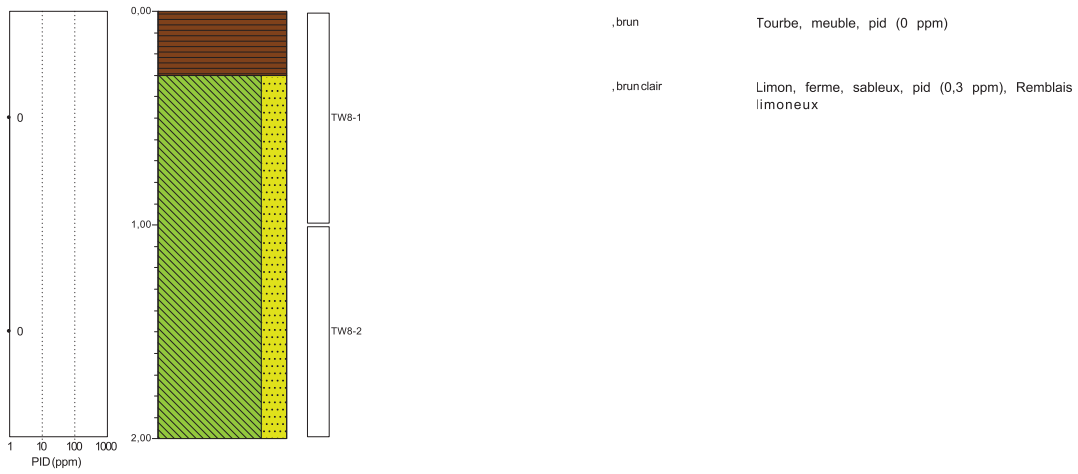 0,00
, brun
Tourbe, meuble, pid (0 ppm)
, brun clair
Limon, ferme, sableux, pid (0,3 ppm), Remblais
limoneux
0
TW8-1
1,00
0
TW8-2
2,00
1 10 100 1000
PID (ppm)